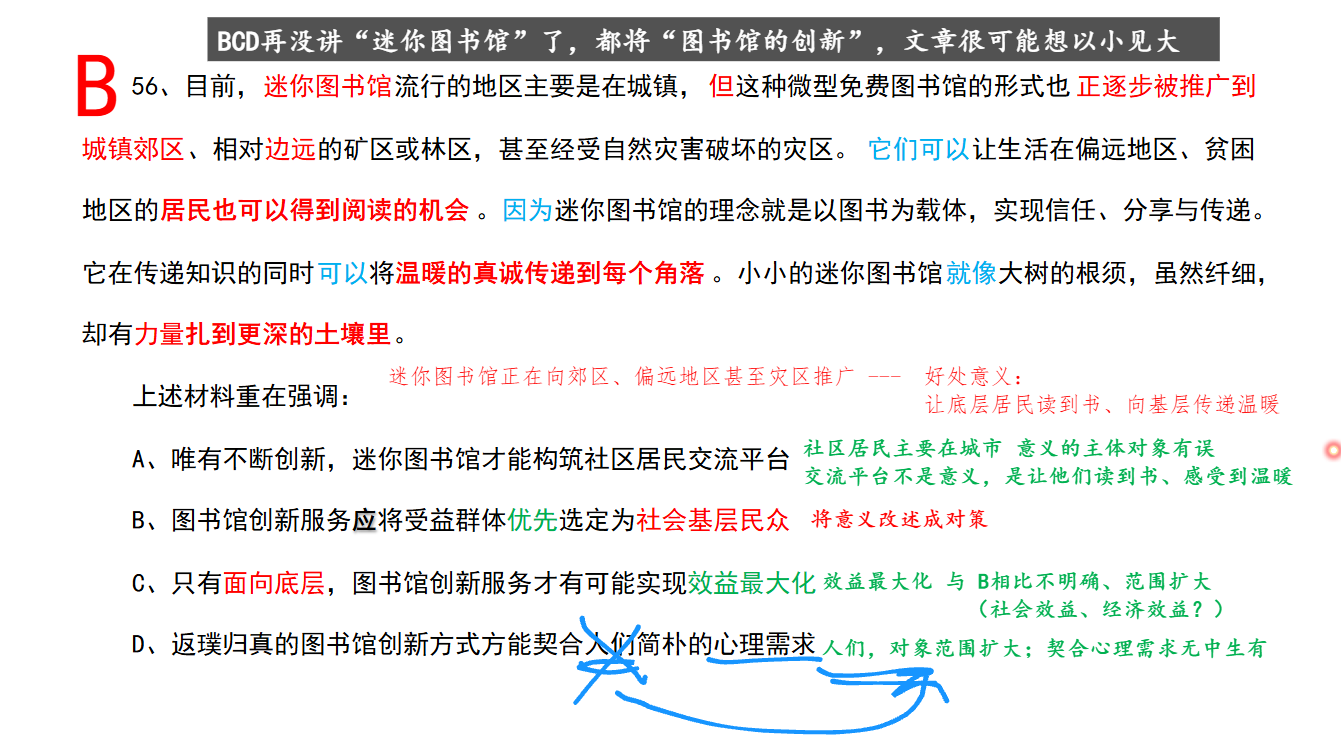 BCD再没讲“迷你图书馆”了，都将“图书馆的创新”，文章很可能想以小见大
B
56、目前，迷你图书馆流行的地区主要是在城镇，但这种微型免费图书馆的形式也正逐步被推广到
城镇郊区、相对边远的矿区或林区，甚至经受自然灾害破坏的灾区。它们可以让生活在偏远地区、贫困
地区的居民也可以得到阅读的机会。因为迷你图书馆的理念就是以图书为载体，实现信任、分享与传递。
它在传递知识的同时可以将温暖的真诚传递到每个角落。小小的迷你图书馆就像大树的根须，虽然纤细，
却有力量扎到更深的土壤里。
上述材料重在强调：
迷你图书馆正在向郊区、偏远地区甚至灾区推广 --- 好处意义：
让底层居民读到书、向基层传递温暖
A、唯有不断创新，迷你图书馆才能构筑社区居民交流平台
社区居民主要在城市 意义的主体对象有误
交流平台不是意义，是让他们读到书、感受到温暖
B、图书馆创新服务应将受益群体优先选定为社会基层民众
将意义改述成对策
C、只有面向底层，图书馆创新服务才有可能实现效益最大化
效益最大化 与 B相比不明确、范围扩大
（社会效益、经济效益？）
D、返璞归真的图书馆创新方式方能契合人们简朴的心理需求
人们，对象范围扩大；契合心理需求无中生有